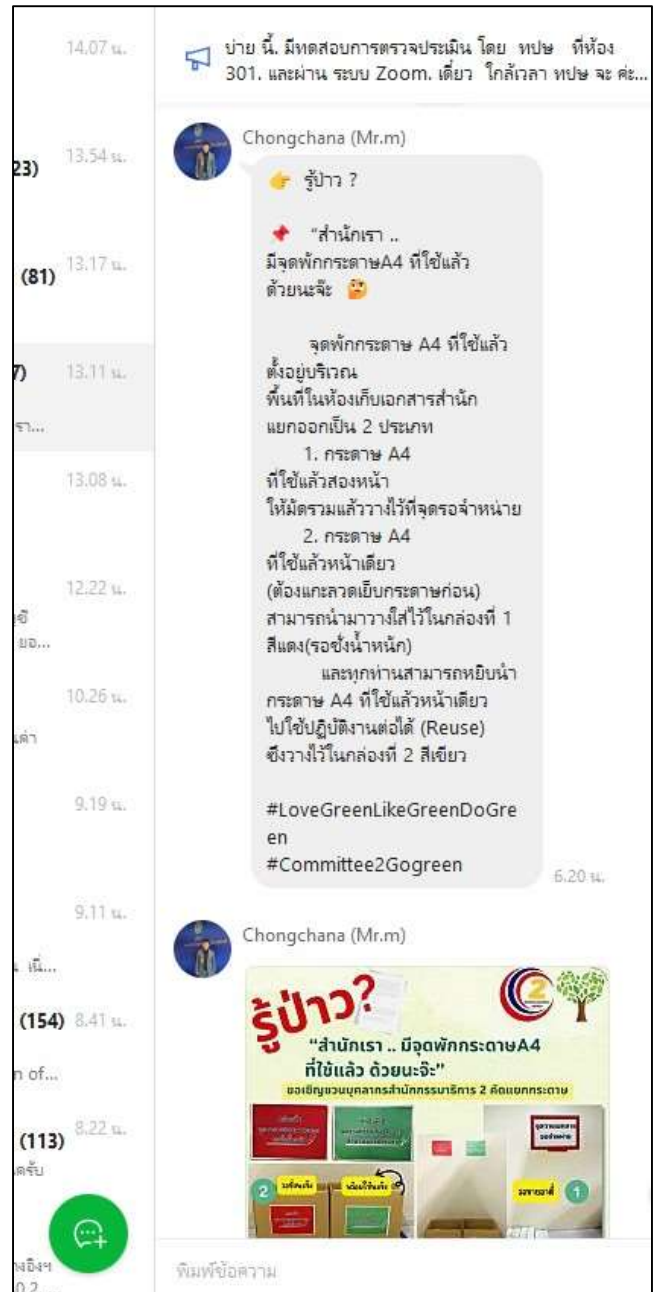 14.07 น.
บ่าย นี้. มีทดสอบการตรวจประเมิน โดย ทปษ ที่ห้อง
301. และผ่าน ระบบ Zoom. เดี๋ยว ใกล้เวลา ทปษ จะ ค่ะ...
23) 13.54 น.
(81) 13.17 น.
7) 13.11 น.
รา...
13.08 น.
12.22 น.
ยอ...
10.26 น.
9.19 น.
9.11 น.
(154) 8.41 น.
n of...
(113) 8.22 น.
Chongchana (Mr.m)
👉 รู้ป่าว ?
📌 “สำนักเรา ..
มีจุดพักกระดาษA4 ที่ใช้แล้ว
ด้วยนะจ๊ะ 🤔
จุดพักกระดาษ A4 ที่ใช้แล้ว
ตั้งอยู่บริเวณ
พื้นที่ในห้องเก็บเอกสารสำนัก
แยกออกเป็น 2 ประเภท
1. กระดาษ A4
ที่ใช้แล้วสองหน้า
ให้มัดรวมแล้ววางไว้ที่จุดรอจำหน่าย
2. กระดาษ A4
ที่ใช้แล้วหน้าเดียว
(ต้องแกะลวดเย็บกระดาษก่อน)
สามารถนำมาวางใส่ไว้ในกล่องที่ 1
สีแดง(รอชั่งน้ำหนัก)
และทุกท่านสามารถหยิบนำ
กระดาษ A4 ที่ใช้แล้วหน้าเดียว
ไปใช้ปฏิบัติงานต่อได้ (Reuse)
ซึ่งวางไว้ในกล่องที่ 2 สีเขียว
#LoveGreenLikeGreenDoGre
en
#Committee2Gogreen
6.20 น.
Chongchana (Mr.m)
รู้ป่าว?
2
“สำนักเรา .. มีจุดพักกระดาษA4
ที่ใช้แล้ว ด้วยนะจ๊ะ”
ขอเชิญชวนบุคลากรสำนักกรรมาธิการ 2 คัดแยกกระดาษ
2
1
พิมพ์ข้อความ